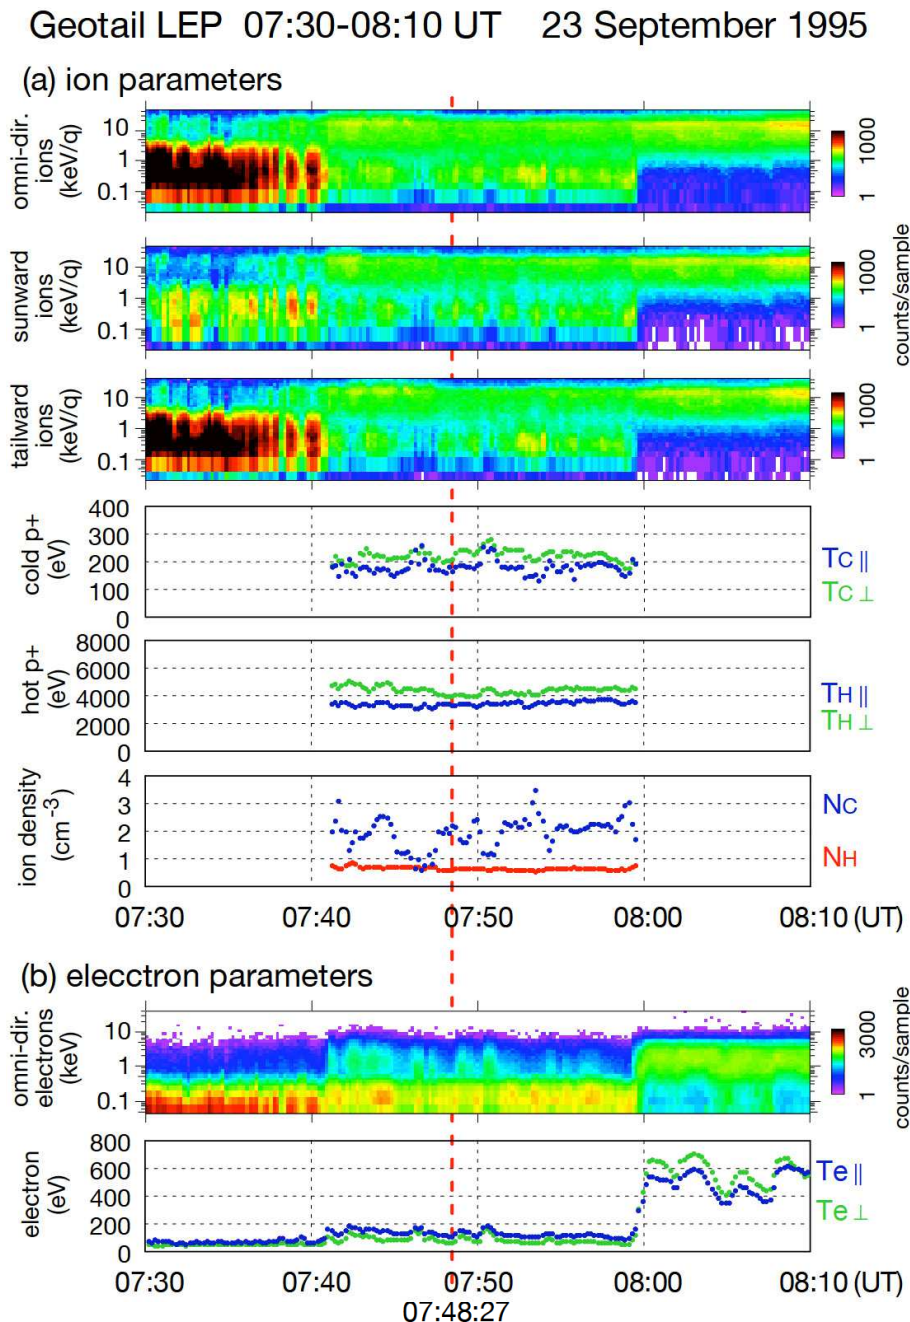 Geotail LEP 07:30-08:10 UT 23 September 1995
(a) ion parameters
omni-dir.
ions
(keV/q)
10
1
0.1
1000
1
sunward
ions
(keV/q)
10
1
0.1
1000
1
counts/sample
tailward
ions
(keV/q)
10
1
0.1
1000
1
cold p+
(eV)
400
300
200
100
0
TC ||
TC ⊥
hot p+
(eV)
8000
6000
4000
2000
0
TH ||
TH ⊥
ion density
(cm-3)
4
3
2
1
0
NC
NH
07:30 07:40 07:50 08:00 08:10 (UT)
(b) elecctron parameters
omni-dir.
electrons
(keV)
10
1
0.1
3000
1
counts/sample
electron
(eV)
800
600
400
200
0
Te ||
Te ⊥
07:30 07:40 07:50 08:00 08:10 (UT)
07:48:27